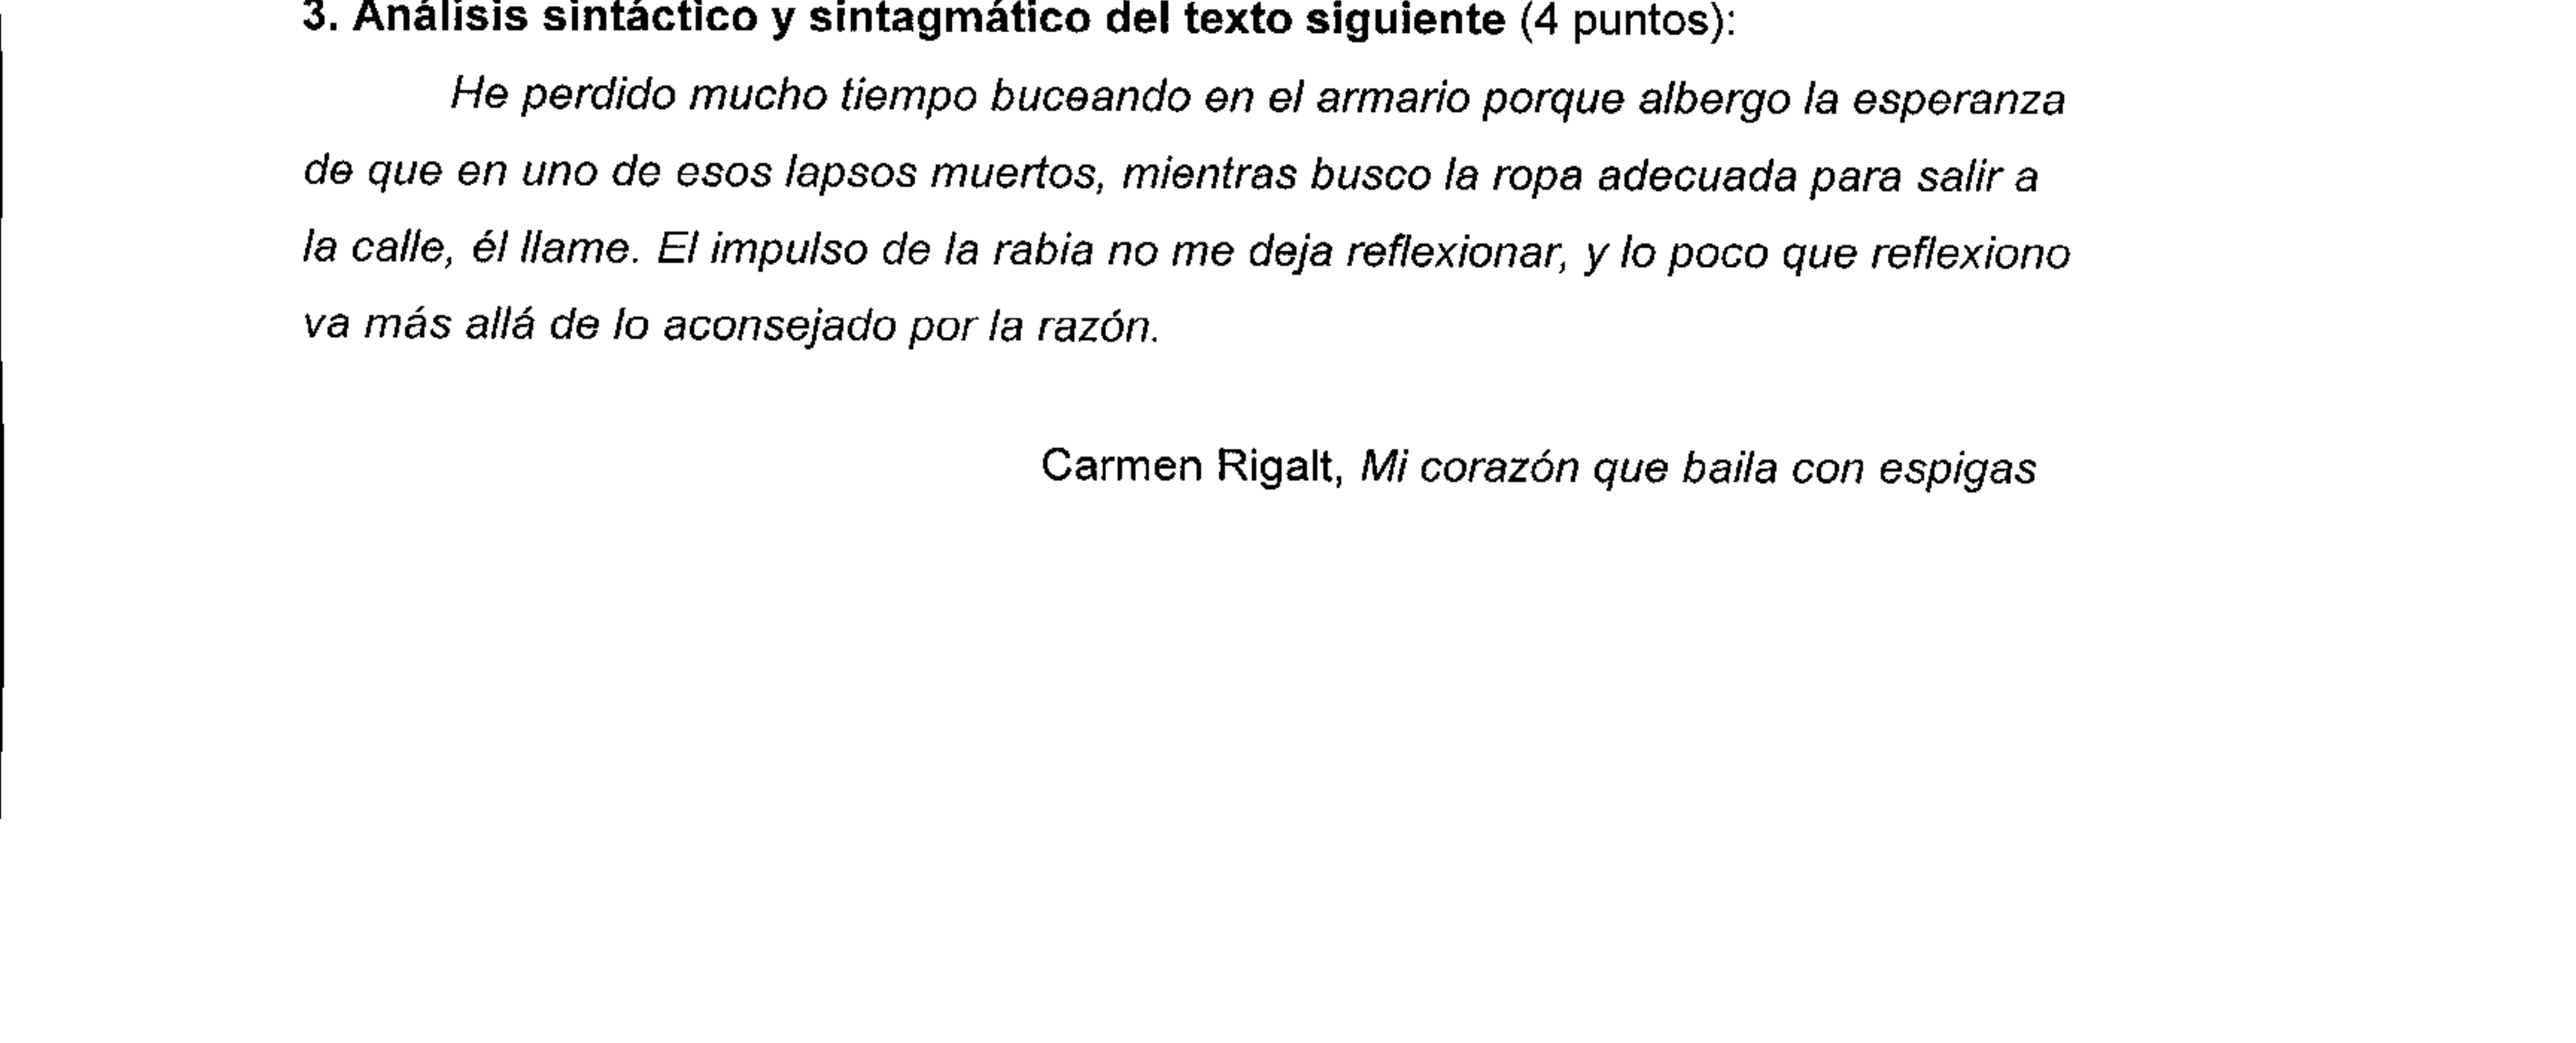 3. Análisis sintáctico y sintagmático del texto siguiente (4 puntos):
He perdido mucho tiempo buceando en el armario porque albergo la esperanza
de que en uno de esos lapsos muertos, mientras busco la ropa adecuada para salir a
la calle, él llame. El impulso de la rabia no me deja reflexionar, y lo poco que reflexiono
va más allá de lo aconsejado por la razón.
Carmen Rigalt, Mi corazón que baila con espigas